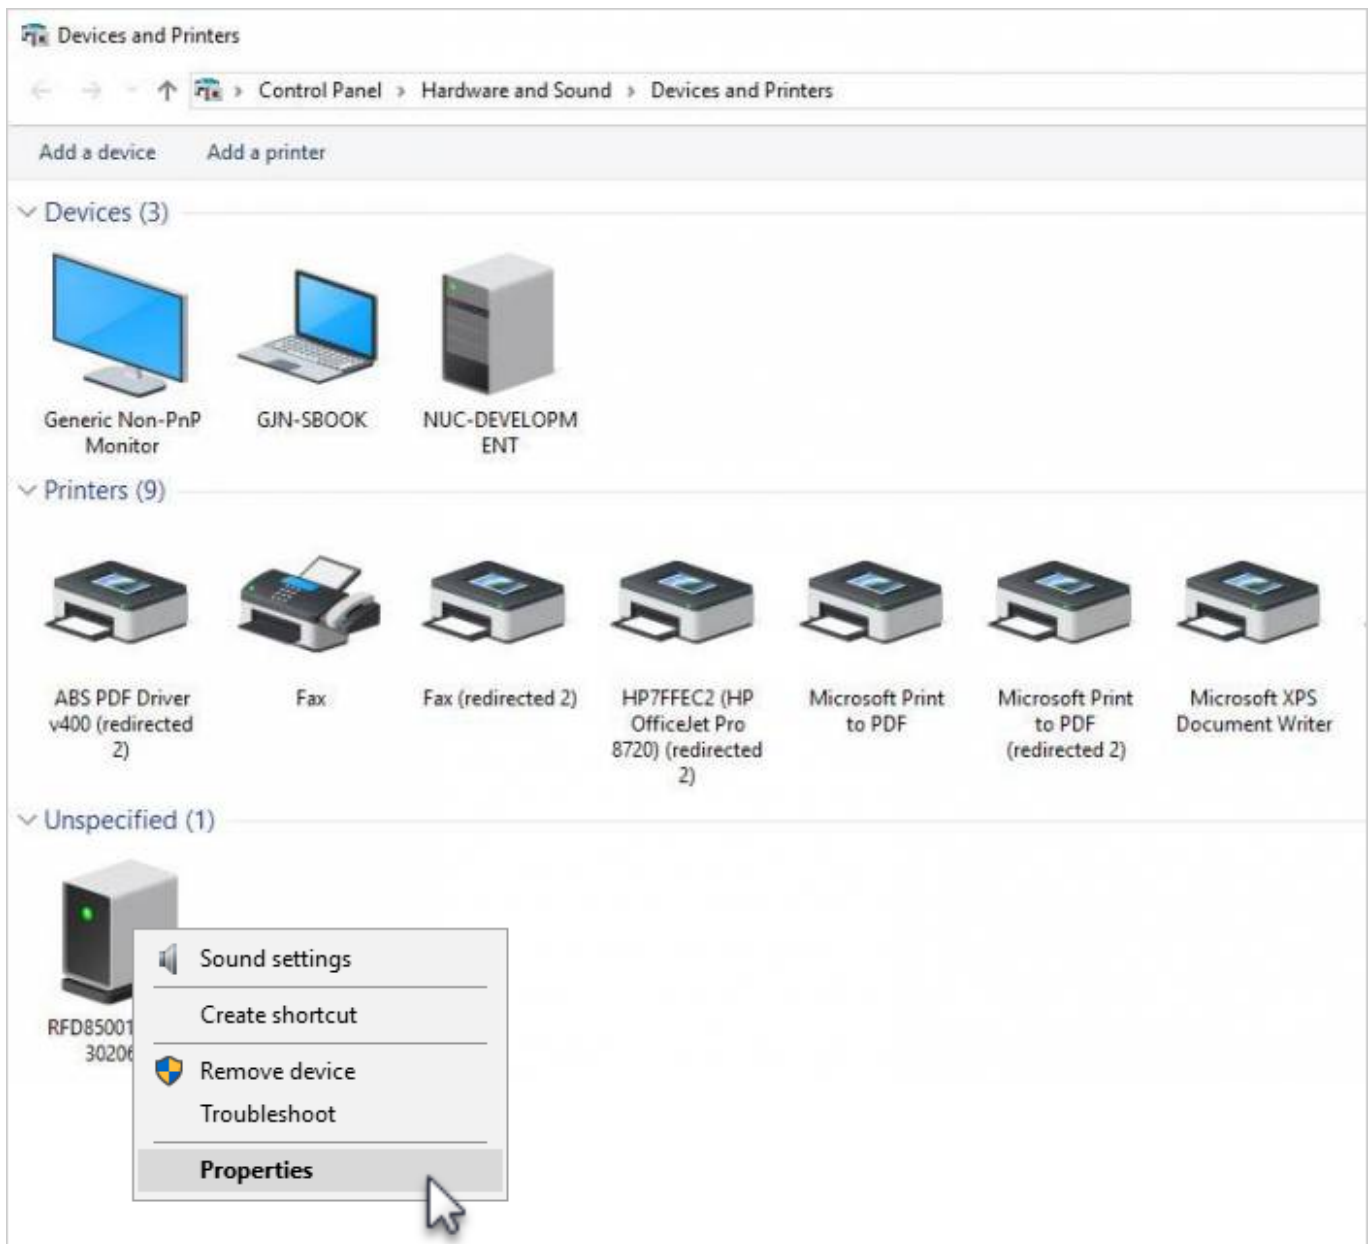 Devices and Printers
Control Panel > Hardware and Sound > Devices and Printers
Add a device Add a printer
Devices (3)
Generic Non-PnP
Monitor
GJN-SBOOK
NUC-DEVELOPM
ENT
Printers (9)
ABS PDF Driver
v400 (redirected
2)
Fax
Fax (redirected 2)
HP7FFEC2 (HP
OfficeJet Pro
8720) (redirected
2)
Microsoft Print
to PDF
Microsoft Print
to PDF
(redirected 2)
Microsoft XPS
Document Writer
Unspecified (1)
RFD85001
3020
Sound settings
Create shortcut
Remove device
Troubleshoot
Properties